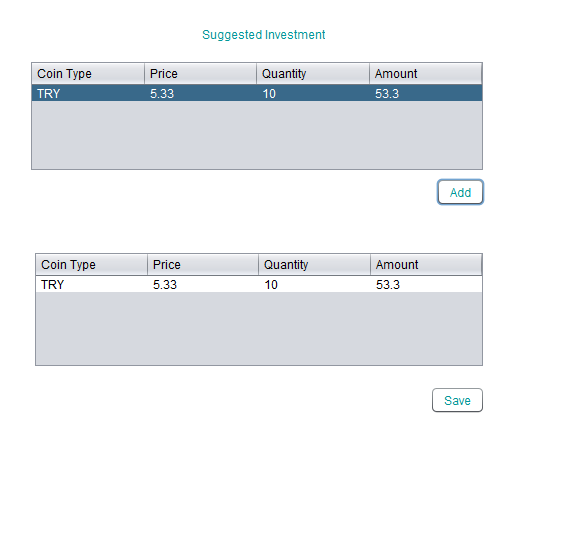 Suggested Investment
Coin Type Price Quantity Amount
TRY 5.33 10 53.3
Add
Coin Type Price Quantity Amount
TRY 5.33 10 53.3
Save